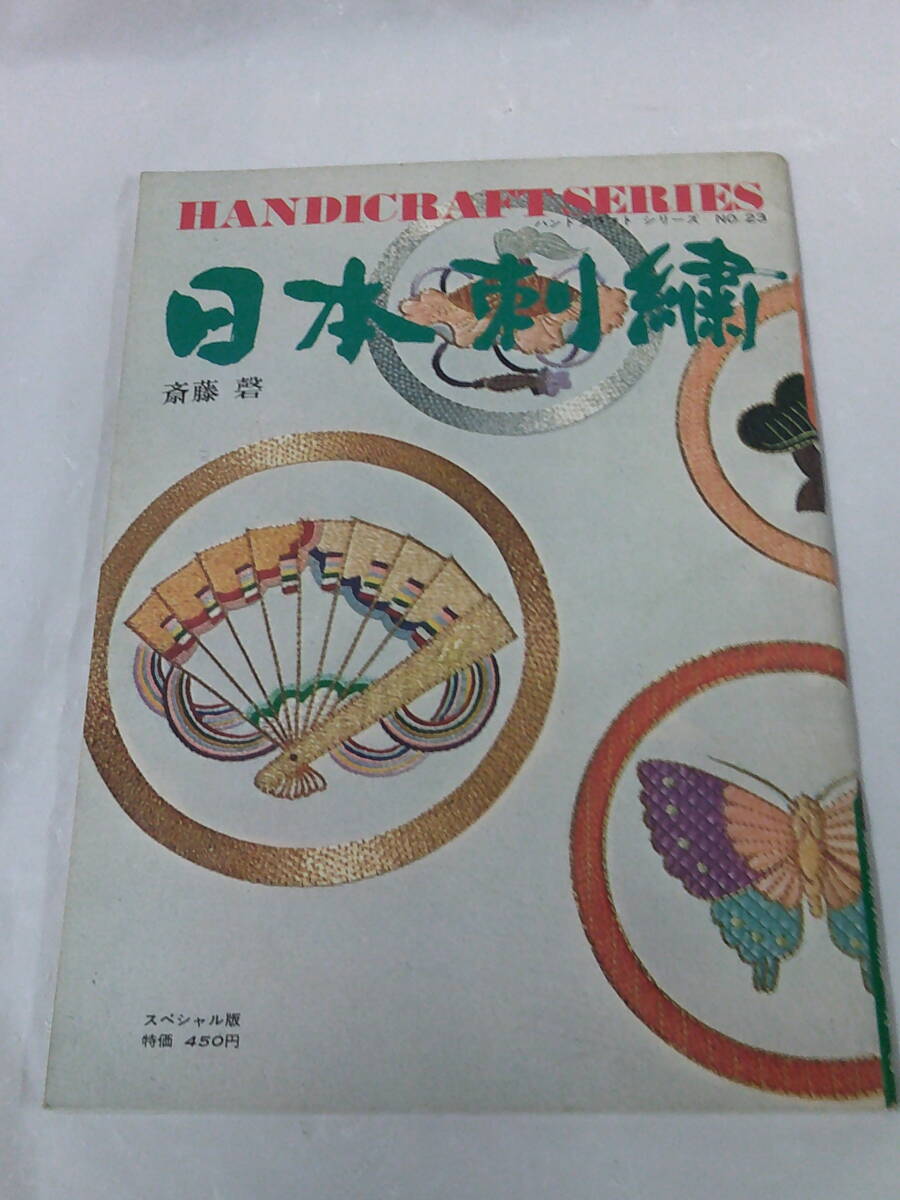 HANDICRAFT SERIES
ハンドクラフト シリーズ NO.23
日本刺繍
斎藤 磬
スペシャル版
特価 450円